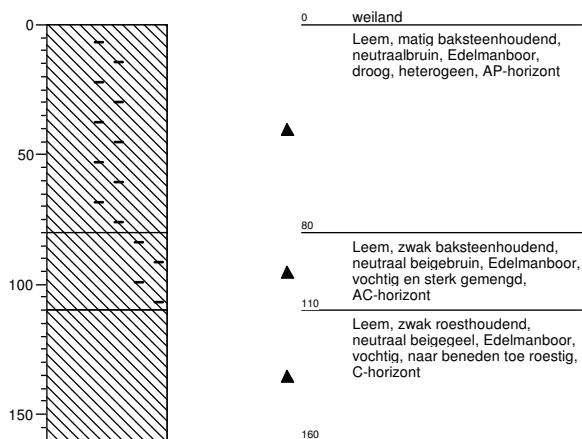 0
50
100
150
0
weiland
Leem, matig baksteenhoudend,
neutraalbruin, Edelmanboor,
droog, heterogeen, AP-horizont
80
Leem, zwak baksteenhoudend,
neutraal beigebruin, Edelmanboor,
vochtig en sterk gemengd,
AC-horizont
110
Leem, zwak roesthoudend,
neutraal beigegeel, Edelmanboor,
vochtig, naar beneden toe roestig,
C-horizont
160